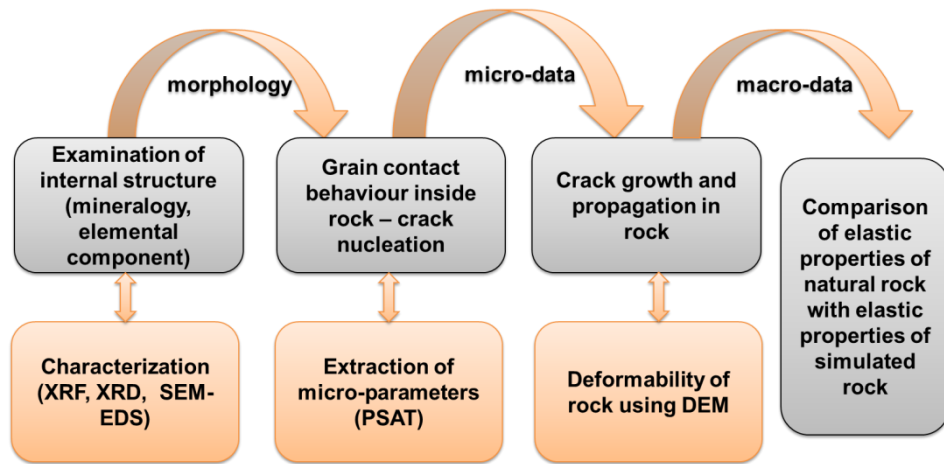 morphology
micro-data
macro-data
Examination of
internal structure
(mineralogy,
elemental
component)
Grain contact
behaviour inside
rock – crack
nucleation
Crack growth and
propagation in
rock
Comparison
of elastic
properties of
natural rock
with elastic
properties of
simulated
rock
Characterization
(XRF, XRD, SEM-
EDS)
Extraction of
micro-parameters
(PSAT)
Deformability of
rock using DEM